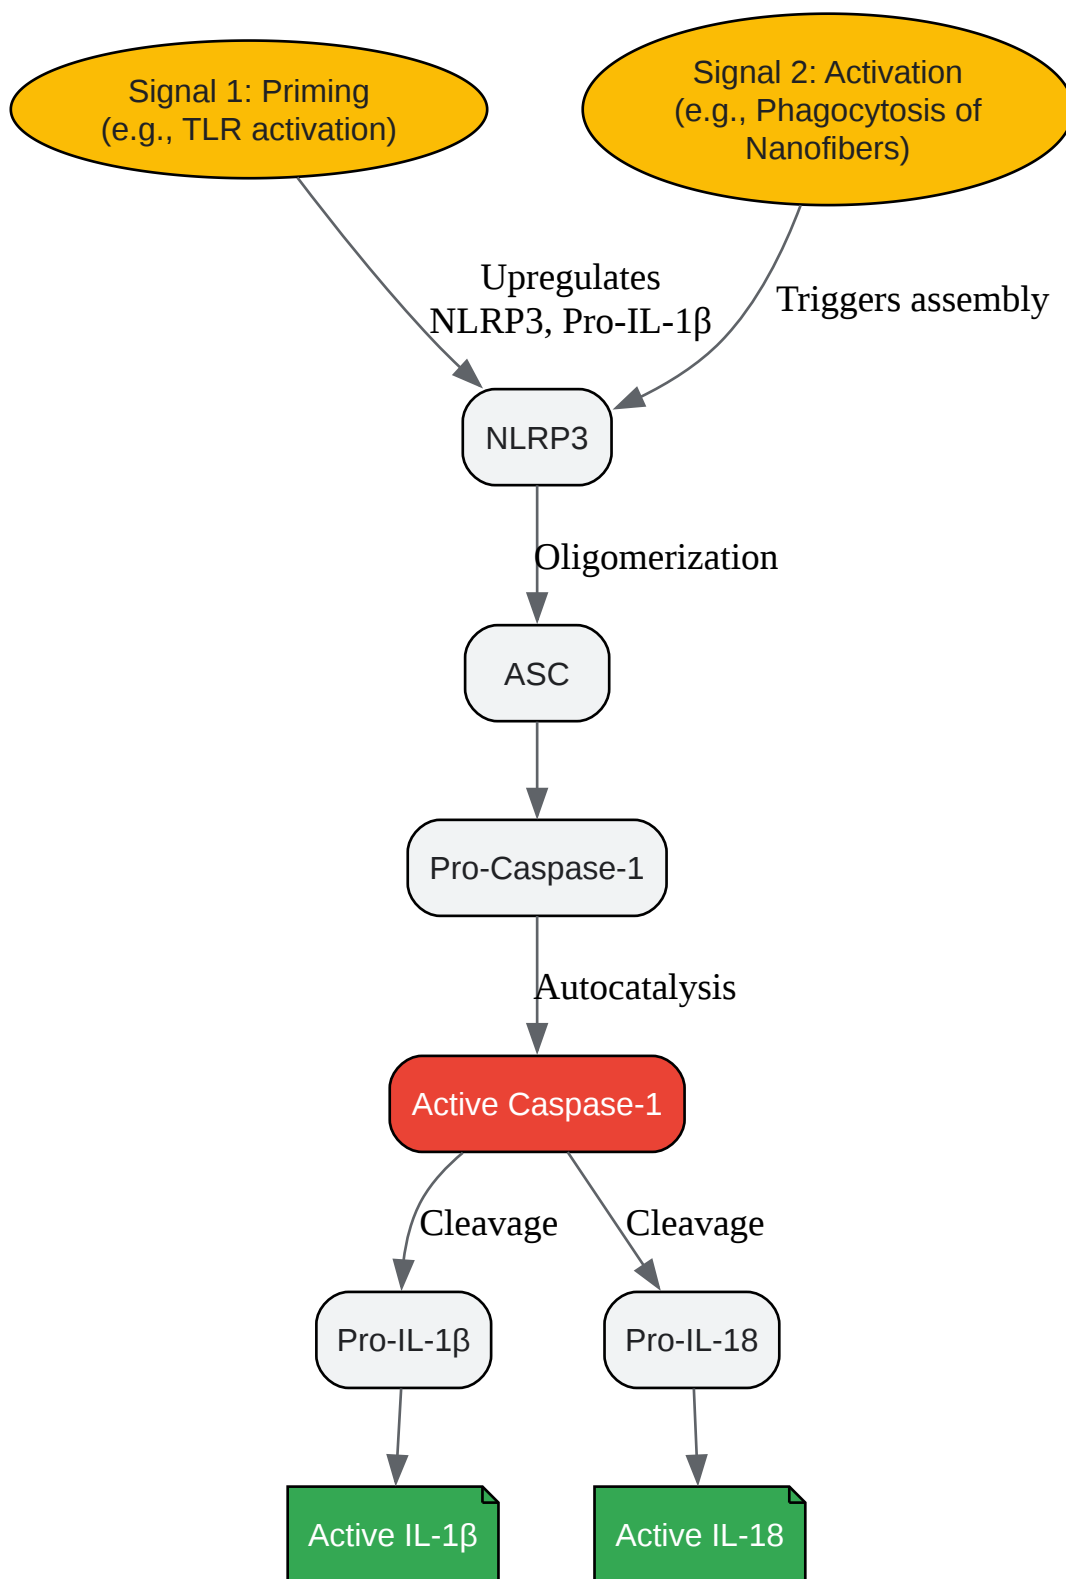 Signal 1: Priming
(e.g., TLR activation)
Signal 2: Activation
(e.g., Phagocytosis of
Nanofibers)
Upregulates
NLRP3, Pro-IL-1β
Triggers assembly
NLRP3
Oligomerization
ASC
Pro-Caspase-1
Autocatalysis
Active Caspase-1
Cleavage
Cleavage
Pro-IL-1β
Pro-IL-18
Active IL-1β
Active IL-18